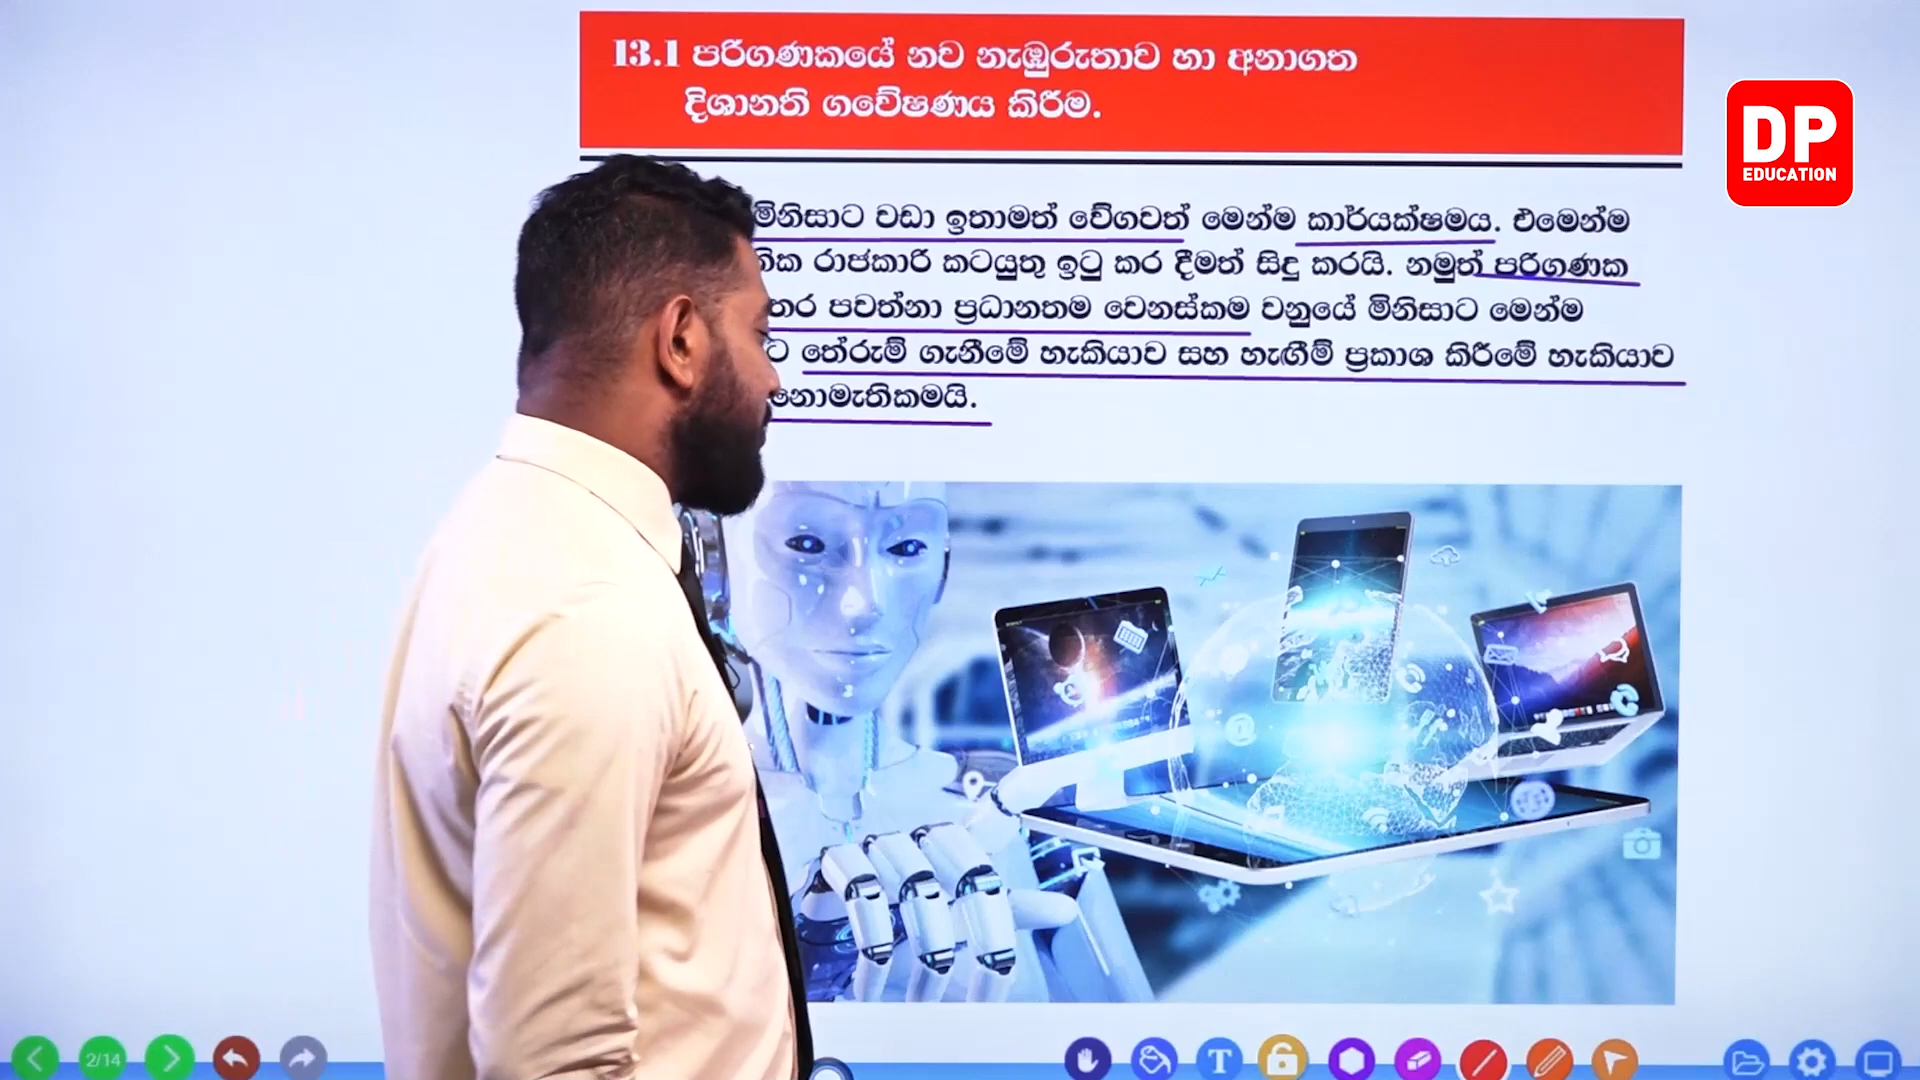 13.1 පරිගණකයේ නව නැඹුරුතාව හා අනාගත
දිශානති ගවේෂණය කිරීම.
DP
EDUCATION
මිනිසාට වඩා ඉතාමත් වේගවත් මෙන්ම කාර්යක්ෂමය. එමෙන්ම
රාජකාරි කටයුතු ඉටු කර දීමත් සිදු කරයි. නමුත් පරිගණක
පවත්නා ප්‍රධානතම වෙනස්කම වනුයේ මිනිසාට මෙන්ම
තේරුම් ගැනීමේ හැකියාව සහ හැඟීම් ප්‍රකාශ කිරීමේ හැකියාව
නොමැතිකමයි.
2/14
T